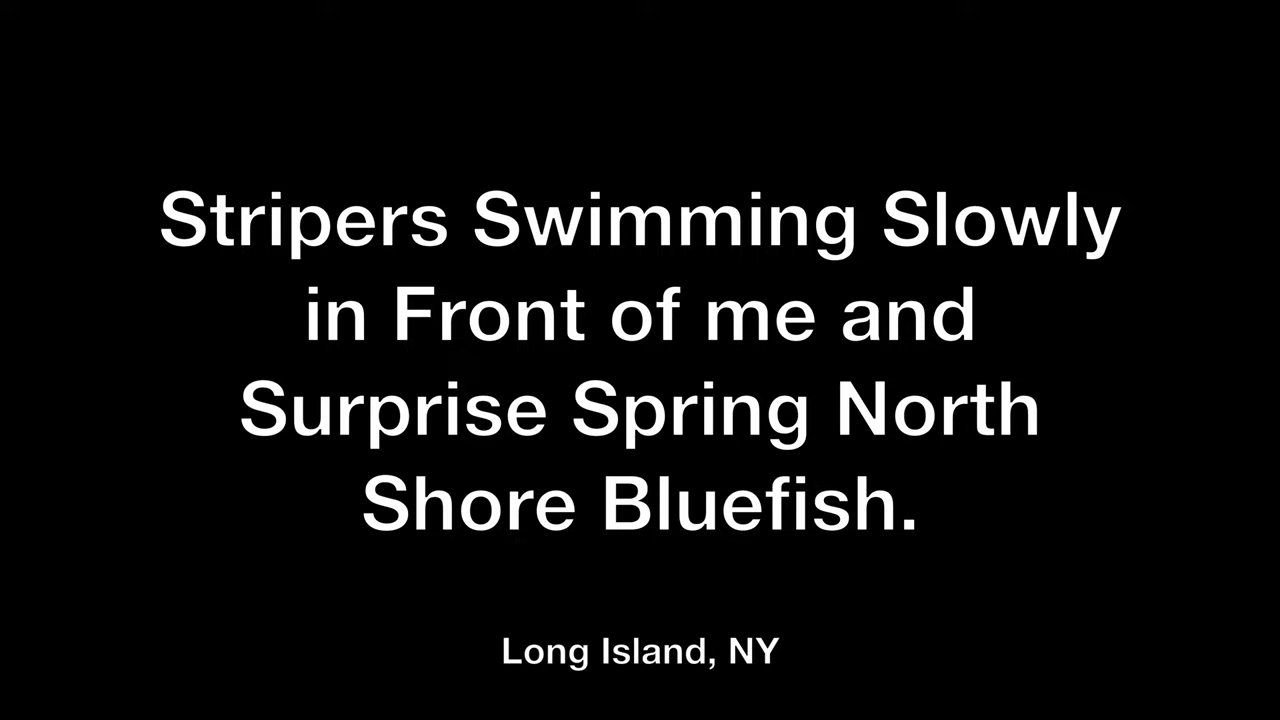 Stripers Swimming Slowly
in Front of me and
Surprise Spring North
Shore Bluefish.
Long Island, NY